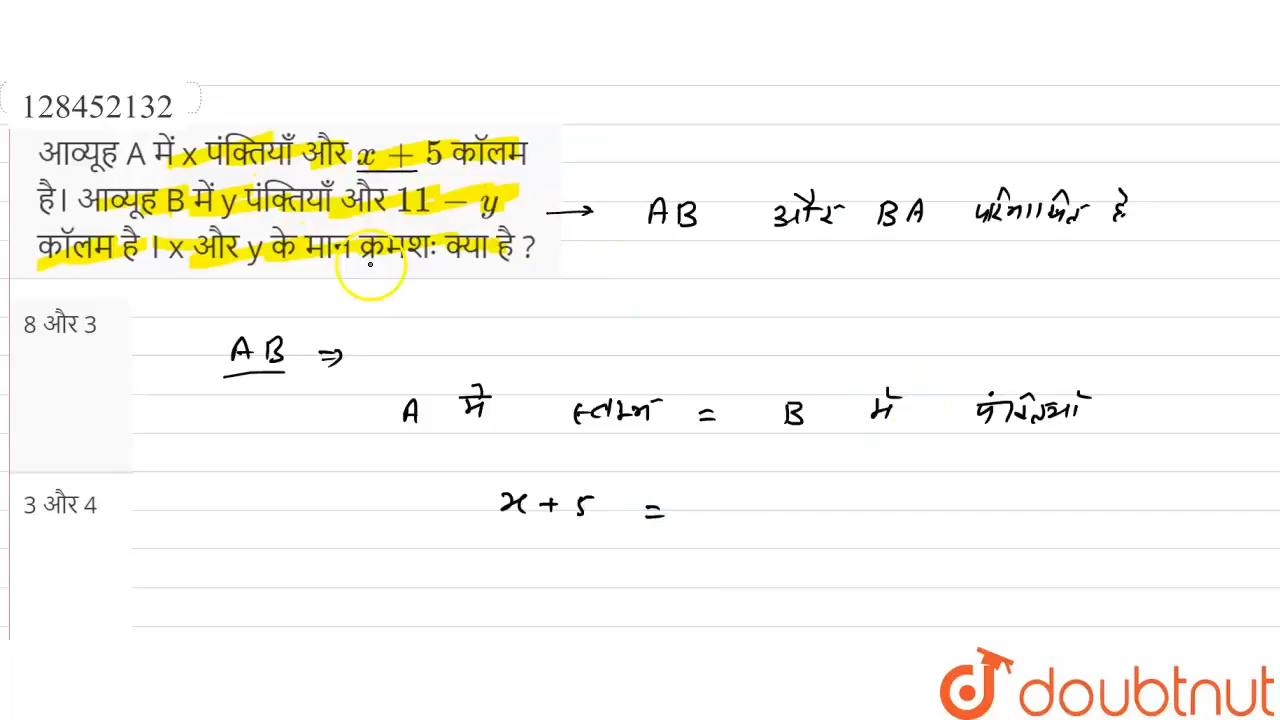 128452132
आव्यूह A में x पंक्तियाँ और x + 5 कॉलम
है। आव्यूह B में y पंक्तियाँ और 11 − y
कॉलम है । x और y के मान क्रमशः क्या है ?
→ AB और BA परिभाषित है
8 और 3
AB ⇒
A में स्तम्भ = B में पंक्तियां
3 और 4
x + 5 =
doubtnut